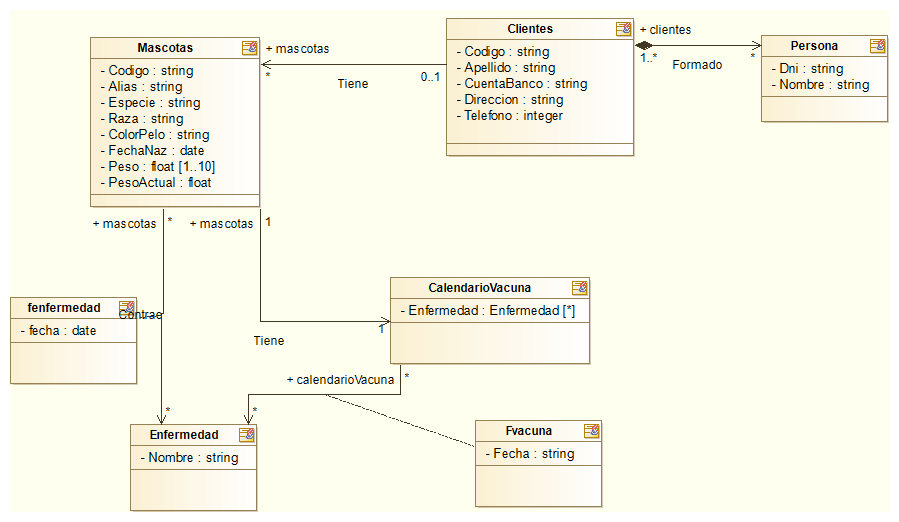 Clientes
- Codigo : string
- Apellido : string
- CuentaBanco : string
- Direccion : string
- Telefono : integer
+ clientes
1..*
Formado
*
Persona
- Dni : string
- Nombre : string
Mascotas
- Codigo : string
- Alias : string
- Especie : string
- Raza : string
- ColorPelo : string
- FechaNaz : date
- Peso : float [1..10]
- PesoActual : float
+ mascotas
*
Tiene
0..1
+ mascotas
*
+ mascotas
1
fenfermedad
- fecha : date
Contrae
*
CalendarioVacuna
- Enfermedad : Enfermedad [*]
1
Tiene
+ calendarioVacuna
*
*
Enfermedad
- Nombre : string
Fvacuna
- Fecha : string